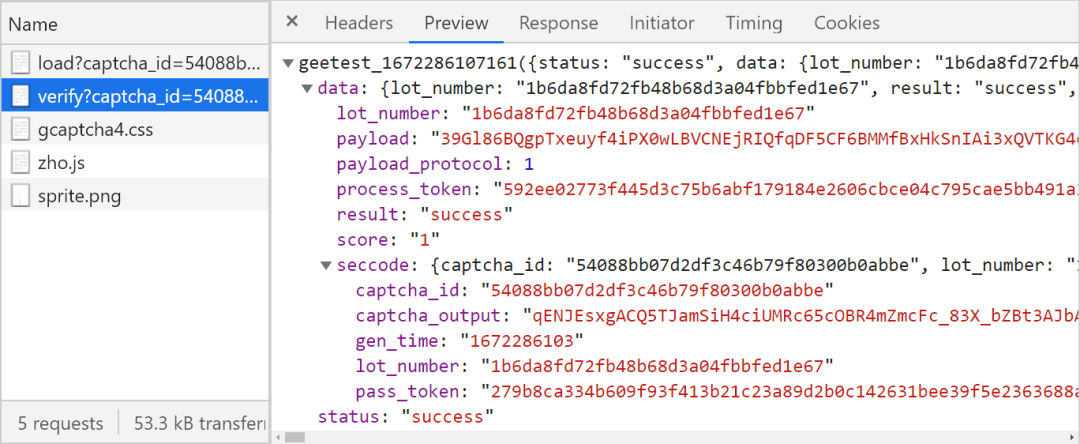 Name
load?captcha_id=54088b...
verify?captcha_id=54088...
gcaptcha4.css
zho.js
sprite.png
5 requests
53.3 kB transferr
× Headers Preview Response Initiator Timing Cookies
▼ geetest_1672286107161({status: "success", data: {lot_number: "1b6da8fd72fb4
▼ data: {lot_number: "1b6da8fd72fb48b68d3a04fbbfed1e67", result: "success",
lot_number: "1b6da8fd72fb48b68d3a04fbbfed1e67"
payload: "39Gl86BQgpTxeuyf4iPX0wLBVCNEjRIQfqDF5CF6BMMfBxHkSnIAi3xQVTKG4
payload_protocol: 1
process_token: "592ee02773f445d3c75b6abf179184e2606cbce04c795cae5bb491a
result: "success"
score: "1"
▼ seccode: {captcha_id: "54088bb07d2df3c46b79f80300b0abbe", lot_number: "
captcha_id: "54088bb07d2df3c46b79f80300b0abbe"
captcha_output: "qENJEsxgACQ5TJamSiH4ciUMRc65cOBR4mZmcFc_83X_bZBt3AJbA
gen_time: "1672286103"
lot_number: "1b6da8fd72fb48b68d3a04fbbfed1e67"
pass_token: "279b8ca334b609f93f413b21c23a89d2b0c142631bee39f5e2363688a
status: "success"